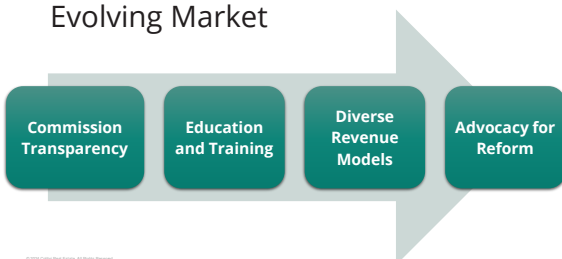 Evolving Market
Commission
Transparency
Education
and Training
Diverse
Revenue
Models
Advocacy for
Reform